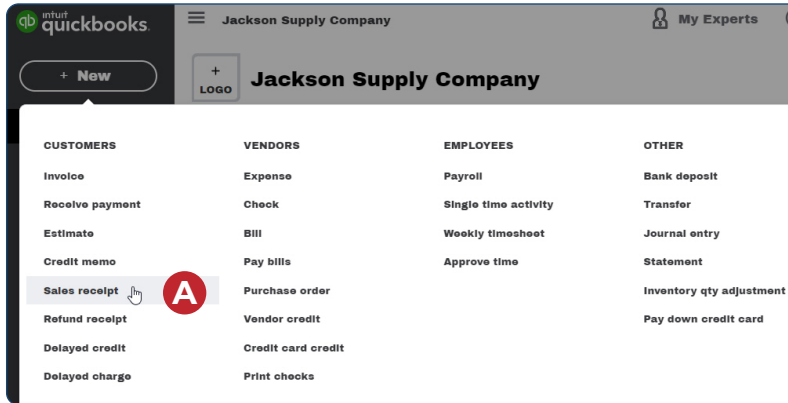 qb intuit quickbooks.
Jackson Supply Company
My Experts
+ New
+ LOGO
Jackson Supply Company
CUSTOMERS
Invoice
Receive payment
Estimate
Credit memo
Sales receipt
A
Refund receipt
Delayed credit
Delayed charge
VENDORS
Expense
Check
Bill
Pay bills
Purchase order
Vendor credit
Credit card credit
Print checks
EMPLOYEES
Payroll
Single time activity
Weekly timesheet
Approve time
OTHER
Bank deposit
Transfer
Journal entry
Statement
Inventory qty adjustment
Pay down credit card